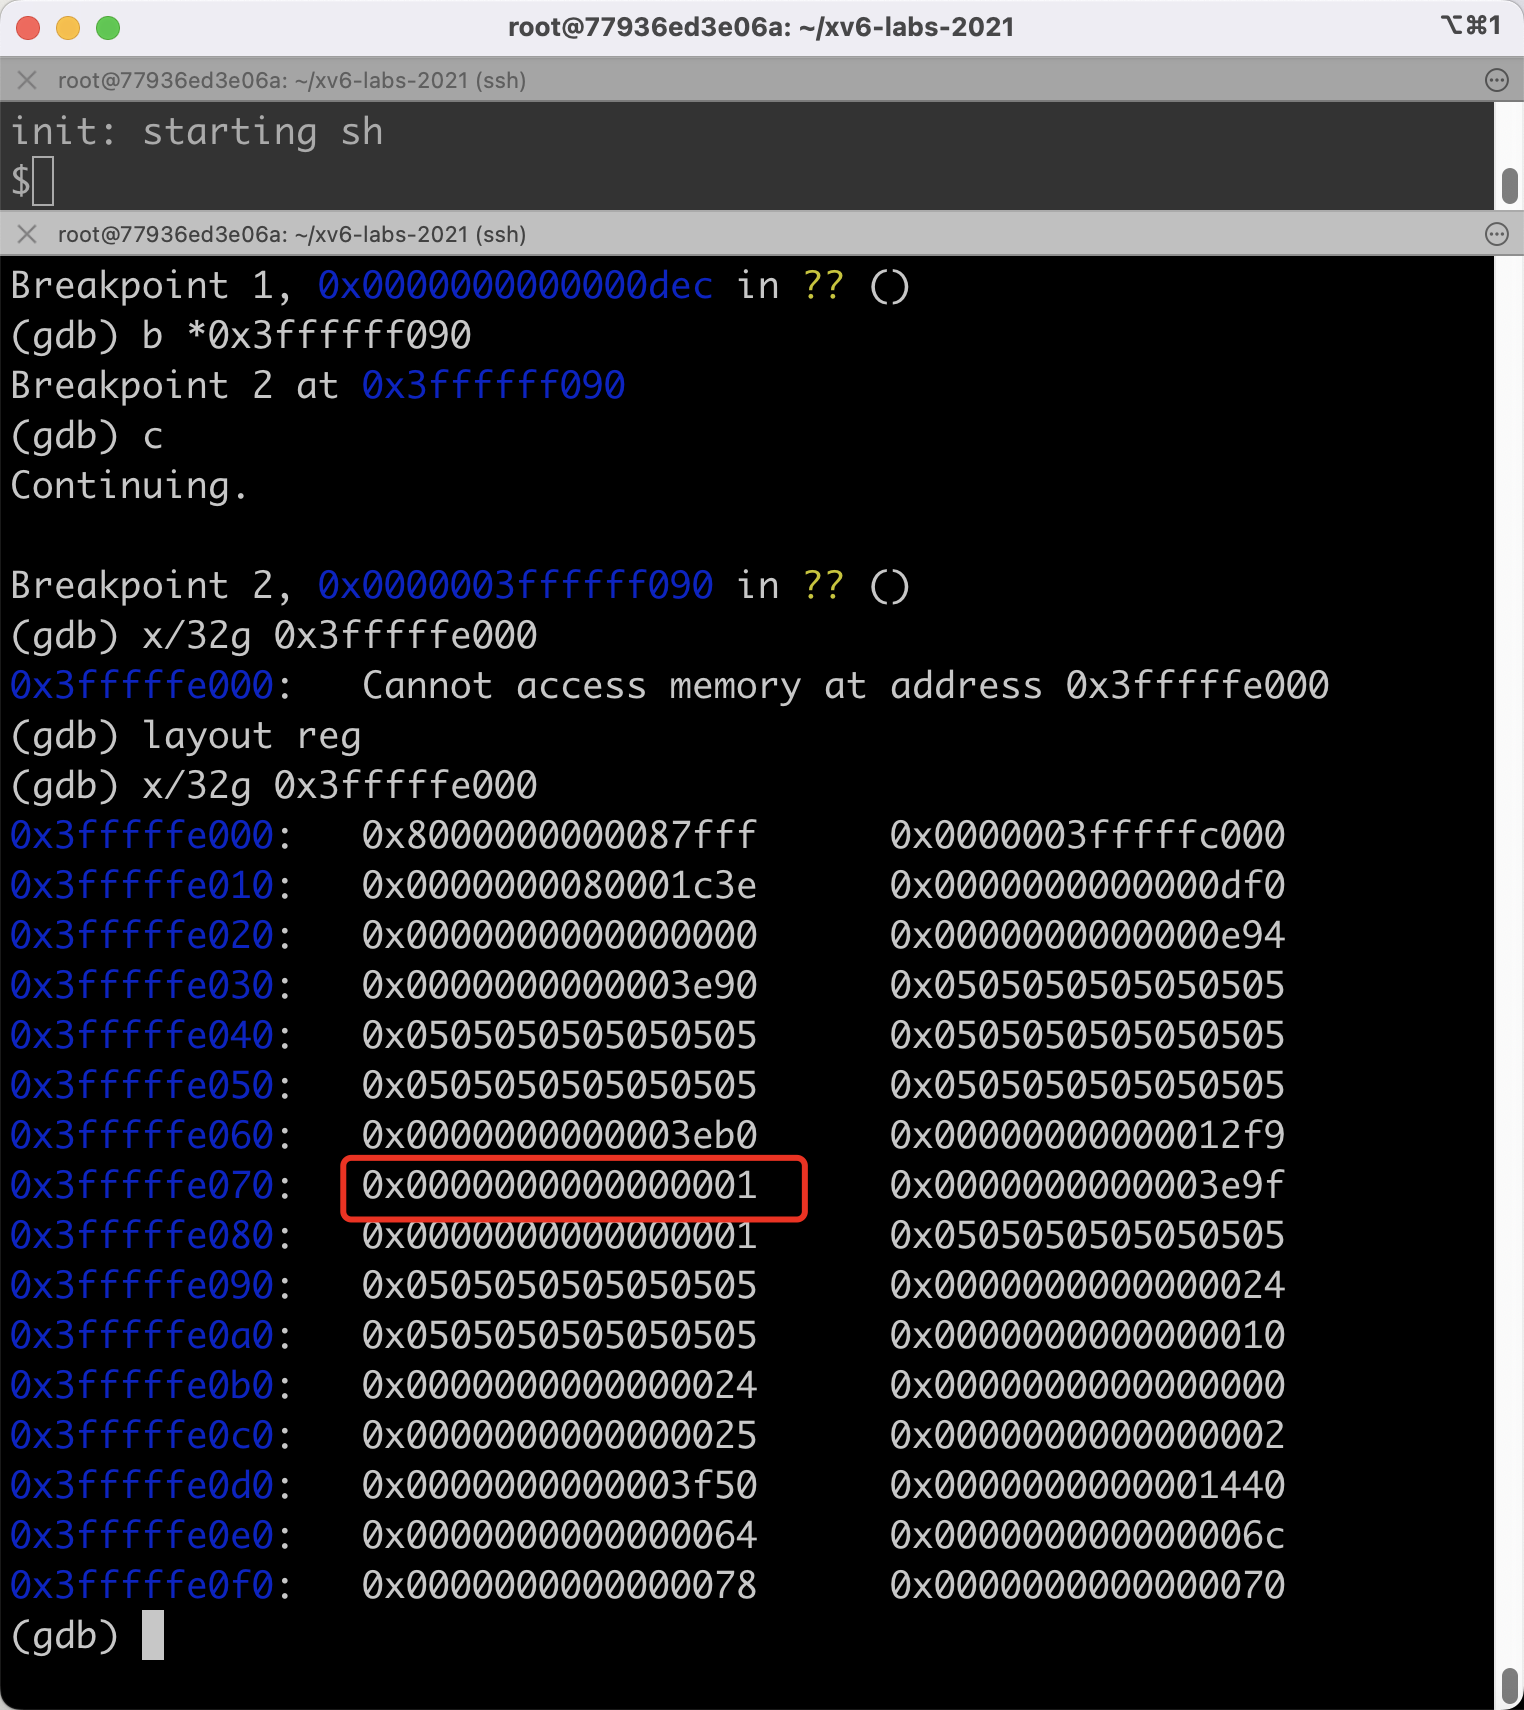 root@77936ed3e06a: ~/xv6-labs-2021 ⌥⌘1
root@77936ed3e06a: ~/xv6-labs-2021 (ssh)
init: starting sh
$
root@77936ed3e06a: ~/xv6-labs-2021 (ssh)
Breakpoint 1, 0x0000000000000dec in ?? ()
(gdb) b *0x3ffffff090
Breakpoint 2 at 0x3ffffff090
(gdb) c
Continuing.
Breakpoint 2, 0x0000003ffffff090 in ?? ()
(gdb) x/32g 0x3fffffe000
0x3fffffe000: Cannot access memory at address 0x3fffffe000
(gdb) layout reg
(gdb) x/32g 0x3fffffe000
0x3fffffe000: 0x8000000000087fff 0x0000003fffffc000
0x3fffffe010: 0x0000000080001c3e 0x0000000000000df0
0x3fffffe020: 0x0000000000000000 0x0000000000000e94
0x3fffffe030: 0x0000000000003e90 0x0505050505050505
0x3fffffe040: 0x0505050505050505 0x0505050505050505
0x3fffffe050: 0x0505050505050505 0x0505050505050505
0x3fffffe060: 0x0000000000003eb0 0x00000000000012f9
0x3fffffe070: 0x0000000000000001 0x0000000000003e9f
0x3fffffe080: 0x0000000000000001 0x0505050505050505
0x3fffffe090: 0x0505050505050505 0x0000000000000024
0x3fffffe0a0: 0x0505050505050505 0x0000000000000010
0x3fffffe0b0: 0x0000000000000024 0x0000000000000000
0x3fffffe0c0: 0x0000000000000025 0x0000000000000002
0x3fffffe0d0: 0x0000000000003f50 0x0000000000001440
0x3fffffe0e0: 0x0000000000000064 0x000000000000006c
0x3fffffe0f0: 0x0000000000000078 0x0000000000000070
(gdb)